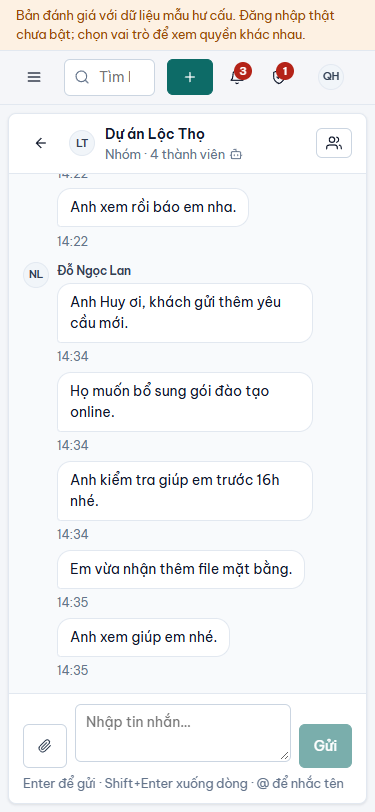 Bản đánh giá với dữ liệu mẫu hư cấu. Đăng nhập thật
chưa bật; chọn vai trò để xem quyền khác nhau.
Tìm
3
1
QH
LT
Dự án Lộc Thọ
Nhóm · 4 thành viên
14:22
Anh xem rồi báo em nha.
14:22
NL
Đỗ Ngọc Lan
Anh Huy ơi, khách gửi thêm yêu
cầu mới.
14:34
Họ muốn bổ sung gói đào tạo
online.
14:34
Anh kiểm tra giúp em trước 16h
nhé.
14:34
Em vừa nhận thêm file mặt bằng.
14:35
Anh xem giúp em nhé.
14:35
Nhập tin nhắn...
Gửi
Enter để gửi · Shift+Enter xuống dòng · @ để nhắc tên